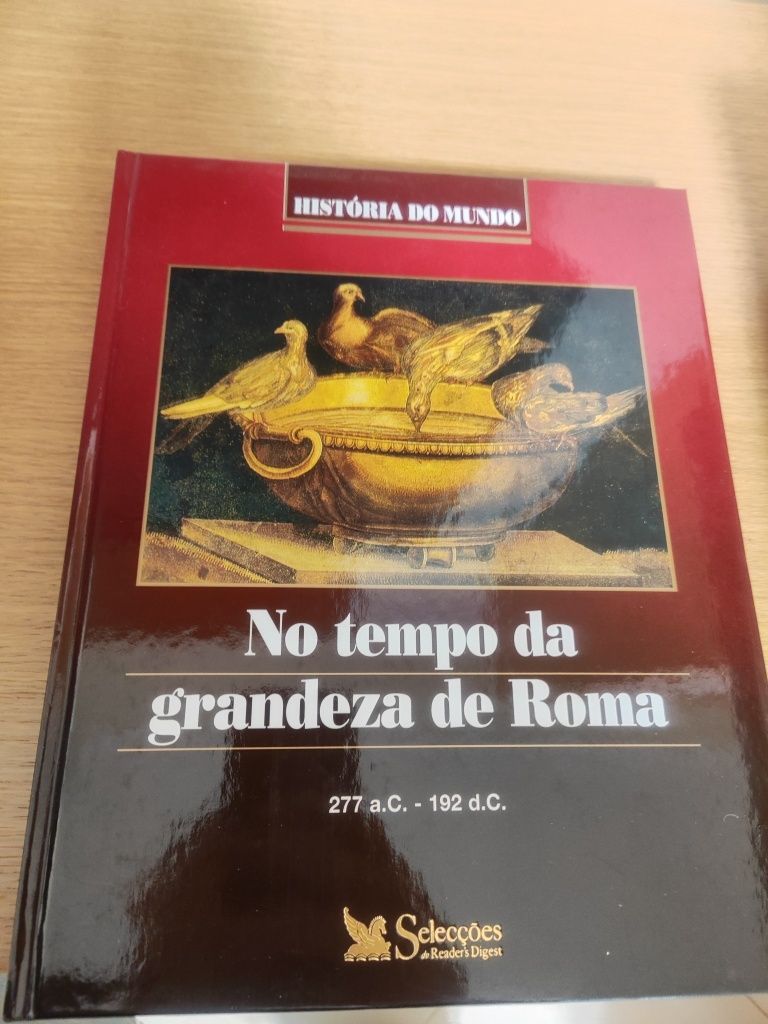 HISTÓRIA DO MUNDO
No tempo da
grandeza de Roma
277 a.C. - 192 d.C.
Selecções
do Reader's Digest